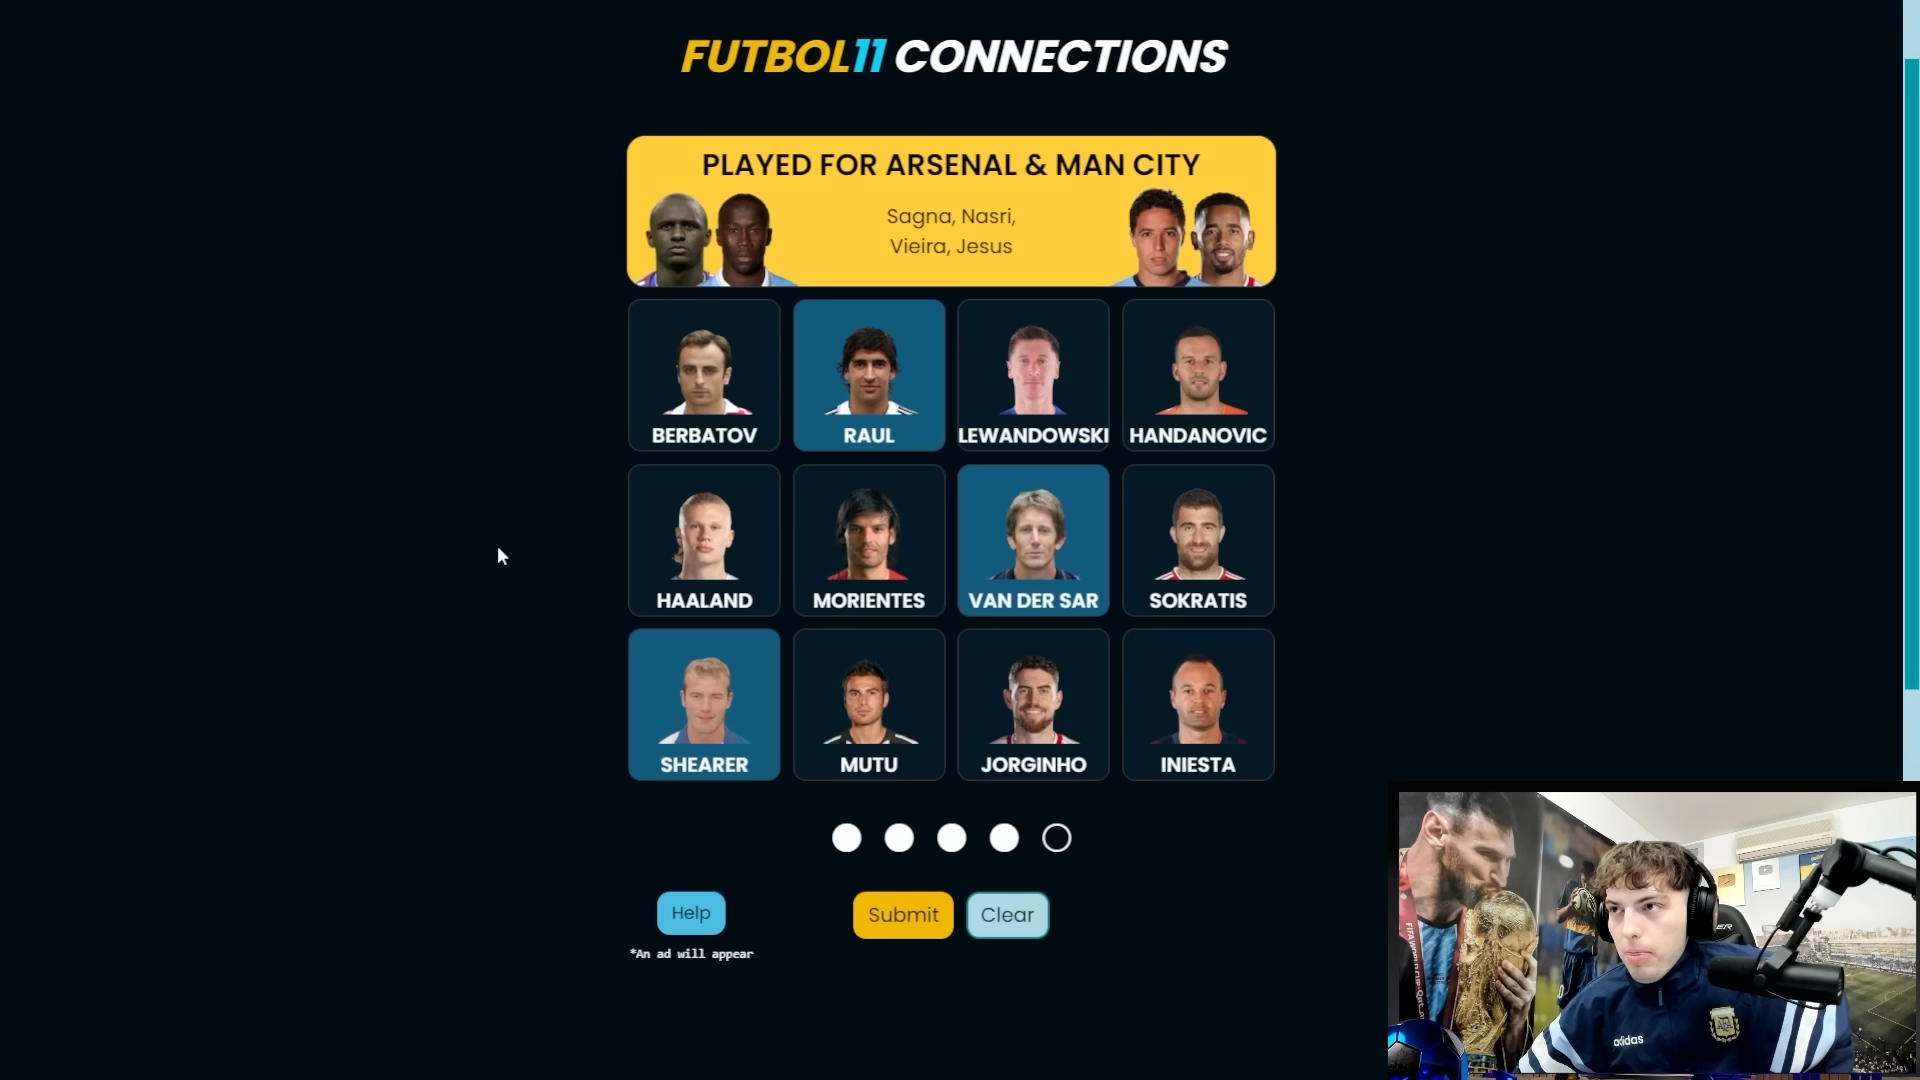 FUTBOL11 CONNECTIONS
PLAYED FOR ARSENAL & MAN CITY
Sagna, Nasri,
Vieira, Jesus
BERBATOV
RAUL
LEWANDOWSKI
HANDANOVIC
HAALAND
MORIENTES
VAN DER SAR
SOKRATIS
SHEARER
MUTU
JORGINHO
INIESTA
Help
Submit
Clear
*An ad will appear
adidas
AFA